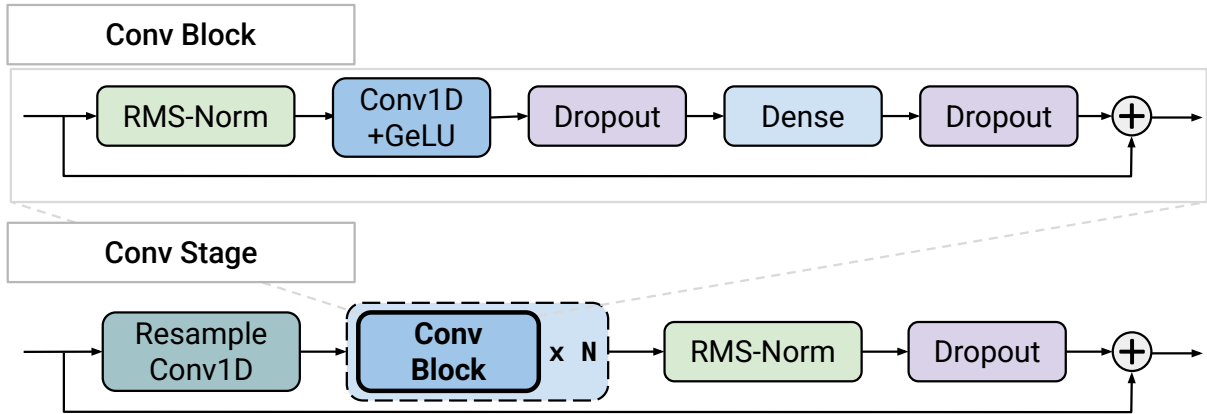 Conv Block
RMS-Norm
Conv1D
+GeLU
Dropout
Dense
Dropout
+
Conv Stage
Resample
Conv1D
Conv
Block
x N
RMS-Norm
Dropout
+